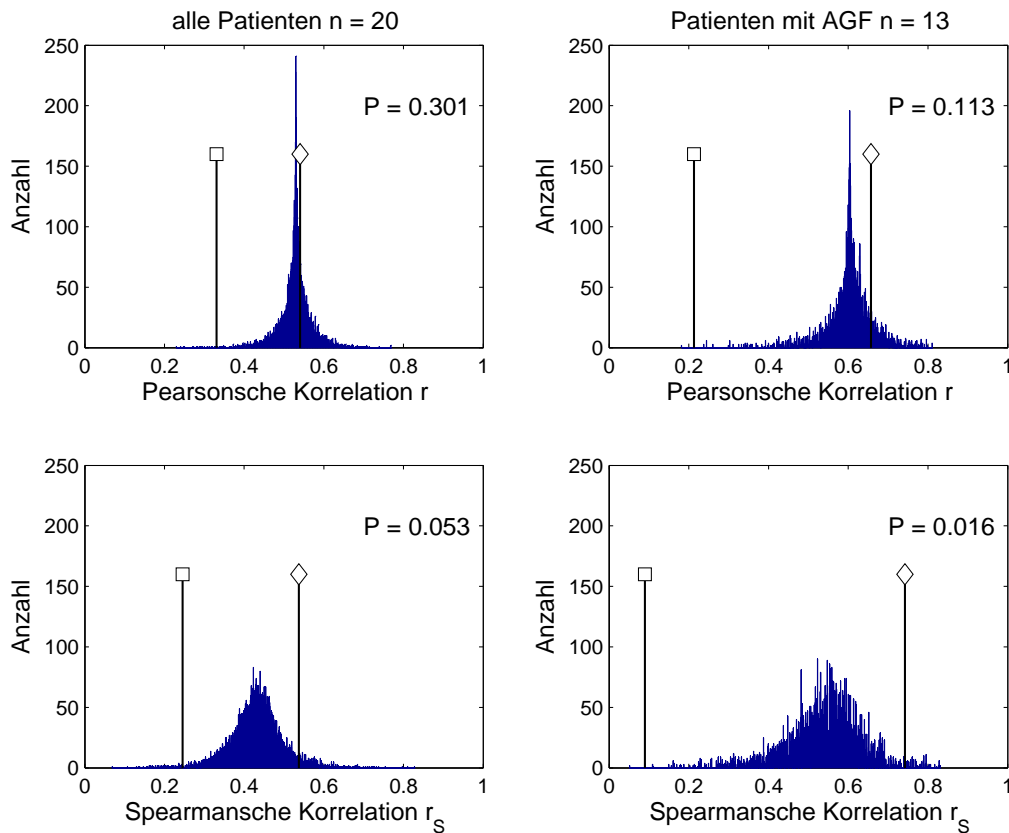 alle Patienten n = 20
250
200
150
100
50
0
Anzahl
P = 0.301
0 0.2 0.4 0.6 0.8 1
Pearsonsche Korrelation r
Patienten mit AGF n = 13
250
200
150
100
50
0
Anzahl
P = 0.113
0 0.2 0.4 0.6 0.8 1
Pearsonsche Korrelation r
250
200
150
100
50
0
Anzahl
P = 0.053
0 0.2 0.4 0.6 0.8 1
Spearmansche Korrelation r_S
250
200
150
100
50
0
Anzahl
P = 0.016
0 0.2 0.4 0.6 0.8 1
Spearmansche Korrelation r_S